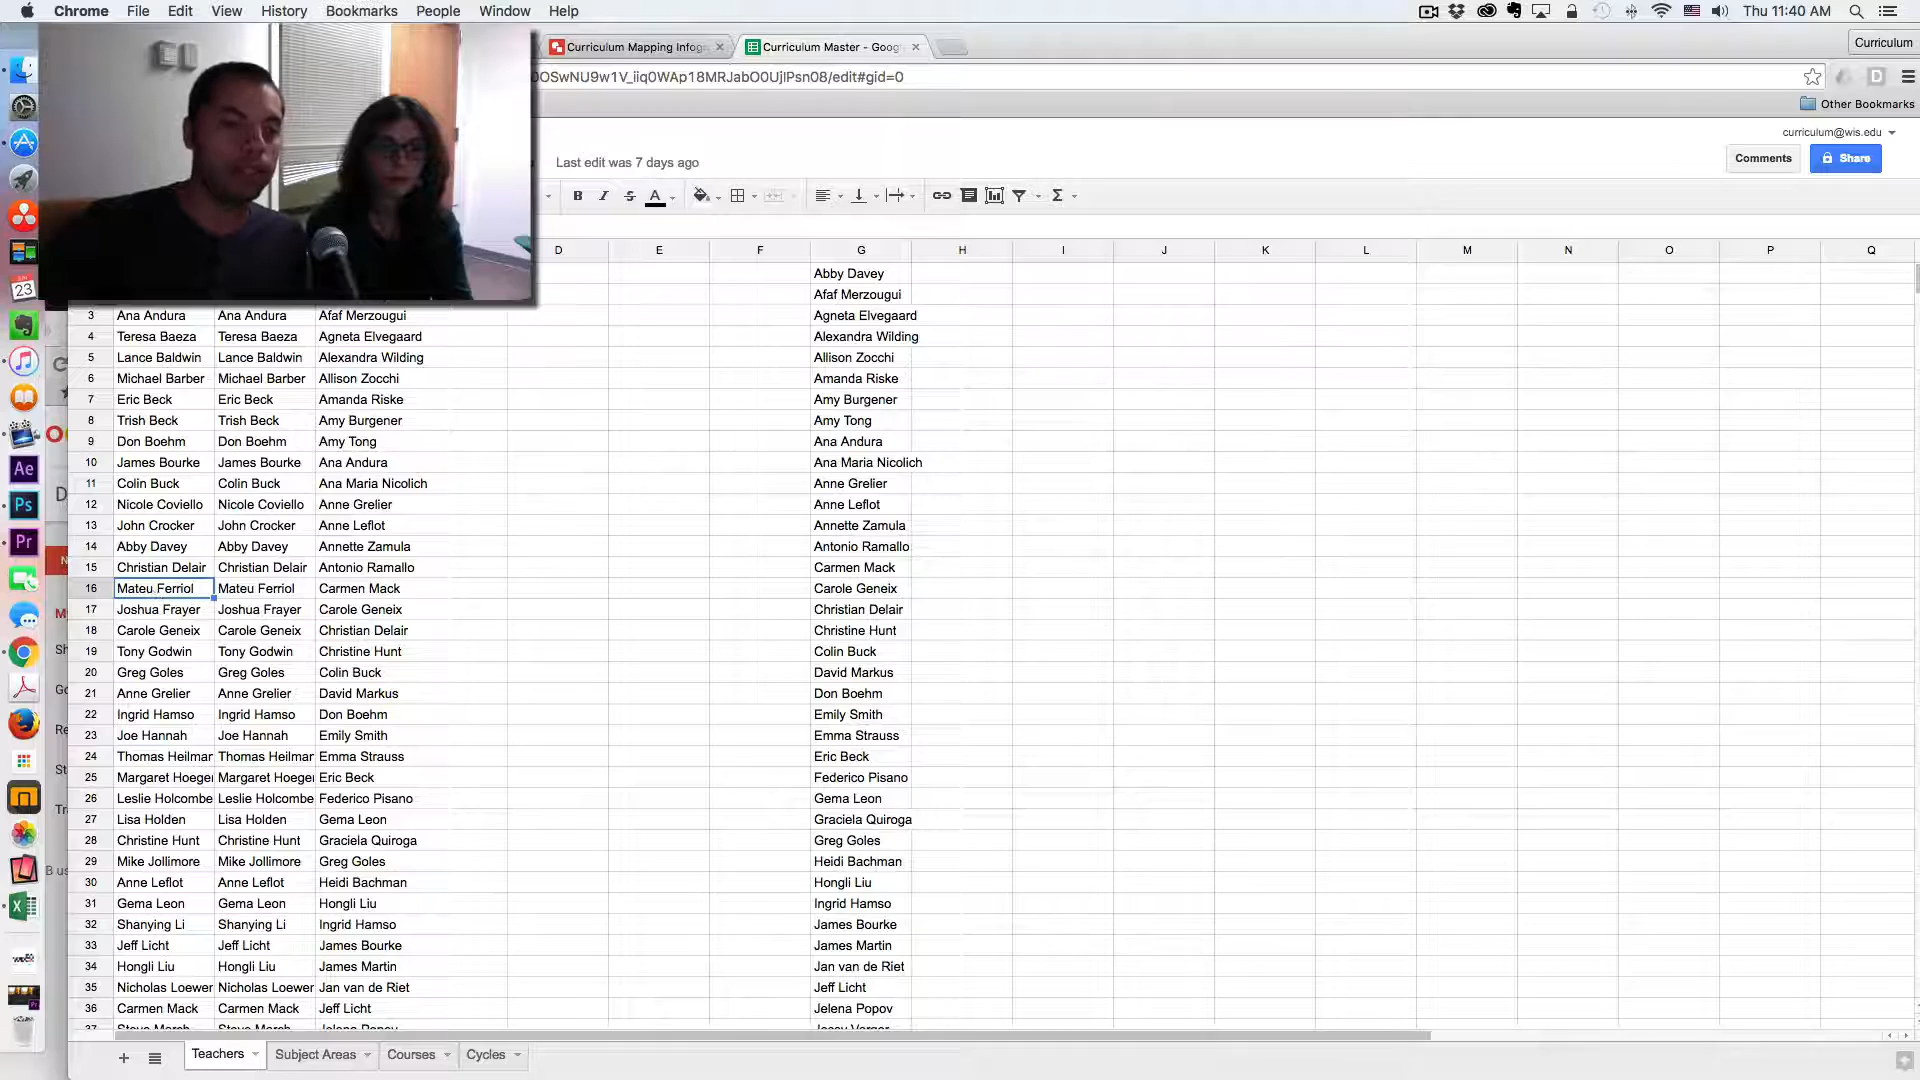 Chrome File Edit View History Bookmarks People Window Help Thu 11:40 AM
Curriculum Mapping Infog Curriculum Master - Goog Curriculum
OSwNU9w1V_iiq0WAp18MRJabO0UjlPsn08/edit#gid=0
Other Bookmarks
curriculum@wis.edu
Last edit was 7 days ago Comments Share
B I S A Σ
D E F G H I J K L M N O P Q
Abby Davey
Afaf Merzougui
3 Ana Andura Ana Andura Afaf Merzougui Agneta Elvegaard
4 Teresa Baeza Teresa Baeza Agneta Elvegaard Alexandra Wilding
5 Lance Baldwin Lance Baldwin Alexandra Wilding Allison Zocchi
6 Michael Barber Michael Barber Allison Zocchi Amanda Riske
7 Eric Beck Eric Beck Amanda Riske Amy Burgener
8 Trish Beck Trish Beck Amy Burgener Amy Tong
9 Don Boehm Don Boehm Amy Tong Ana Andura
10 James Bourke James Bourke Ana Andura Ana Maria Nicolich
11 Colin Buck Colin Buck Ana Maria Nicolich Anne Grelier
12 Nicole Coviello Nicole Coviello Anne Grelier Anne Leflot
13 John Crocker John Crocker Anne Leflot Annette Zamula
14 Abby Davey Abby Davey Annette Zamula Antonio Ramallo
15 Christian Delair Christian Delair Antonio Ramallo Carmen Mack
16 Mateu Ferriol Mateu Ferriol Carmen Mack Carole Geneix
17 Joshua Frayer Joshua Frayer Carole Geneix Christian Delair
18 Carole Geneix Carole Geneix Christian Delair Christine Hunt
19 Tony Godwin Tony Godwin Christine Hunt Colin Buck
20 Greg Goles Greg Goles Colin Buck David Markus
21 Anne Grelier Anne Grelier David Markus Don Boehm
22 Ingrid Hamso Ingrid Hamso Don Boehm Emily Smith
23 Joe Hannah Joe Hannah Emily Smith Emma Strauss
24 Thomas Heilmar Thomas Heilmar Emma Strauss Eric Beck
25 Margaret Hoeger Margaret Hoeger Eric Beck Federico Pisano
26 Leslie Holcombe Leslie Holcombe Federico Pisano Gema Leon
27 Lisa Holden Lisa Holden Gema Leon Graciela Quiroga
28 Christine Hunt Christine Hunt Graciela Quiroga Greg Goles
29 Mike Jollimore Mike Jollimore Greg Goles Heidi Bachman
30 Anne Leflot Anne Leflot Heidi Bachman Hongli Liu
31 Gema Leon Gema Leon Hongli Liu Ingrid Hamso
32 Shanying Li Shanying Li Ingrid Hamso James Bourke
33 Jeff Licht Jeff Licht James Bourke James Martin
34 Hongli Liu Hongli Liu James Martin Jan van de Riet
35 Nicholas Loewer Nicholas Loewer Jan van de Riet Jeff Licht
36 Carmen Mack Carmen Mack Jeff Licht Jelena Popov
Teachers Subject Areas Courses Cycles